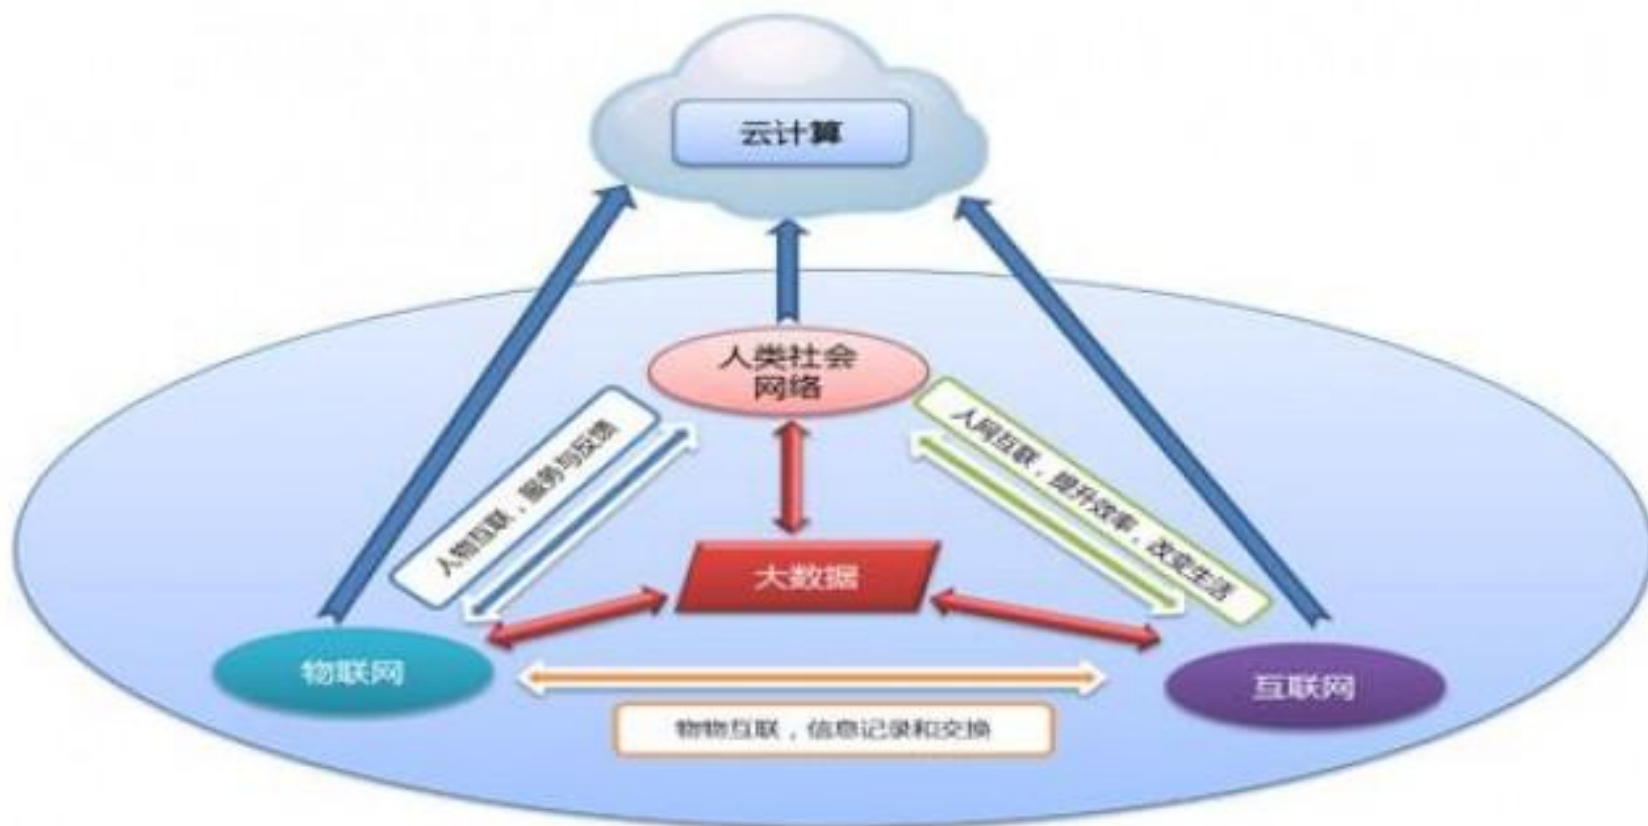 云计算
人类社会
网络
人物互联，服务与反馈
人网互联，提升效率，改变生活
大数据
物联网
互联网
物物互联，信息记录和交换